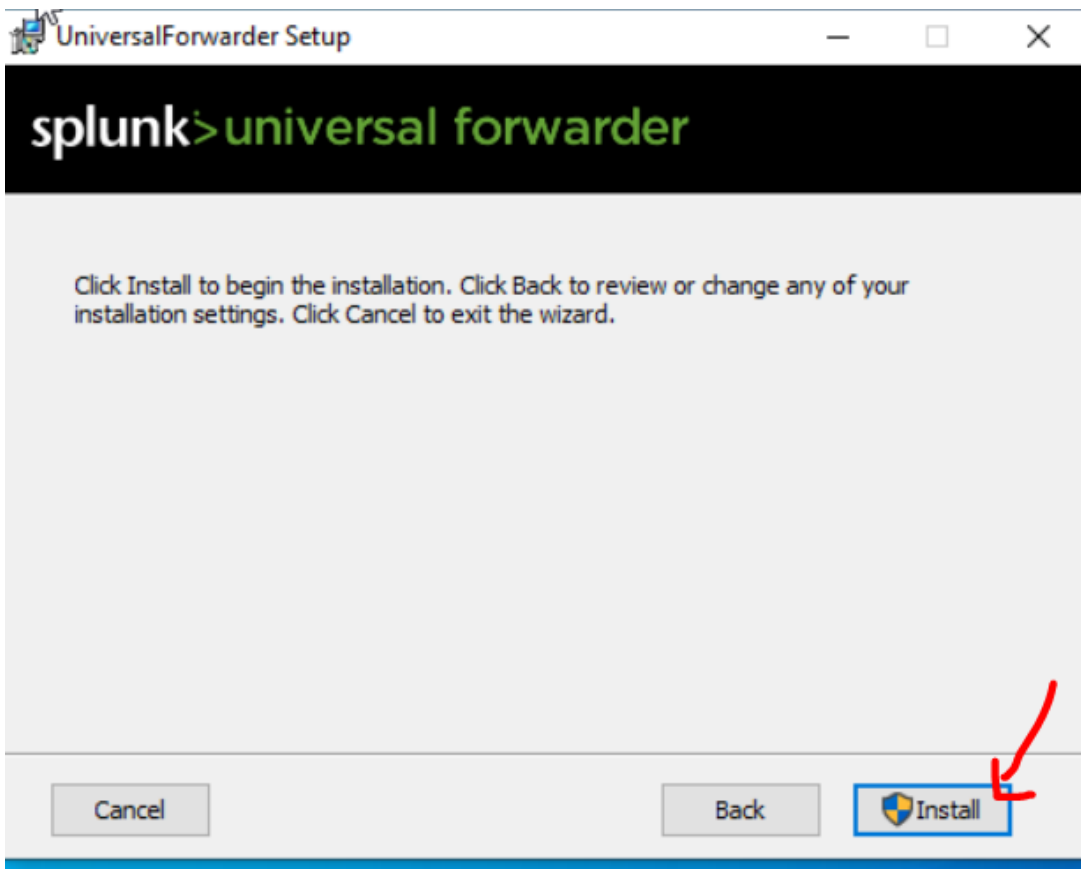 UniversalForwarder Setup
splunk>universal forwarder
Click Install to begin the installation. Click Back to review or change any of your
installation settings. Click Cancel to exit the wizard.
Cancel
Back
Install